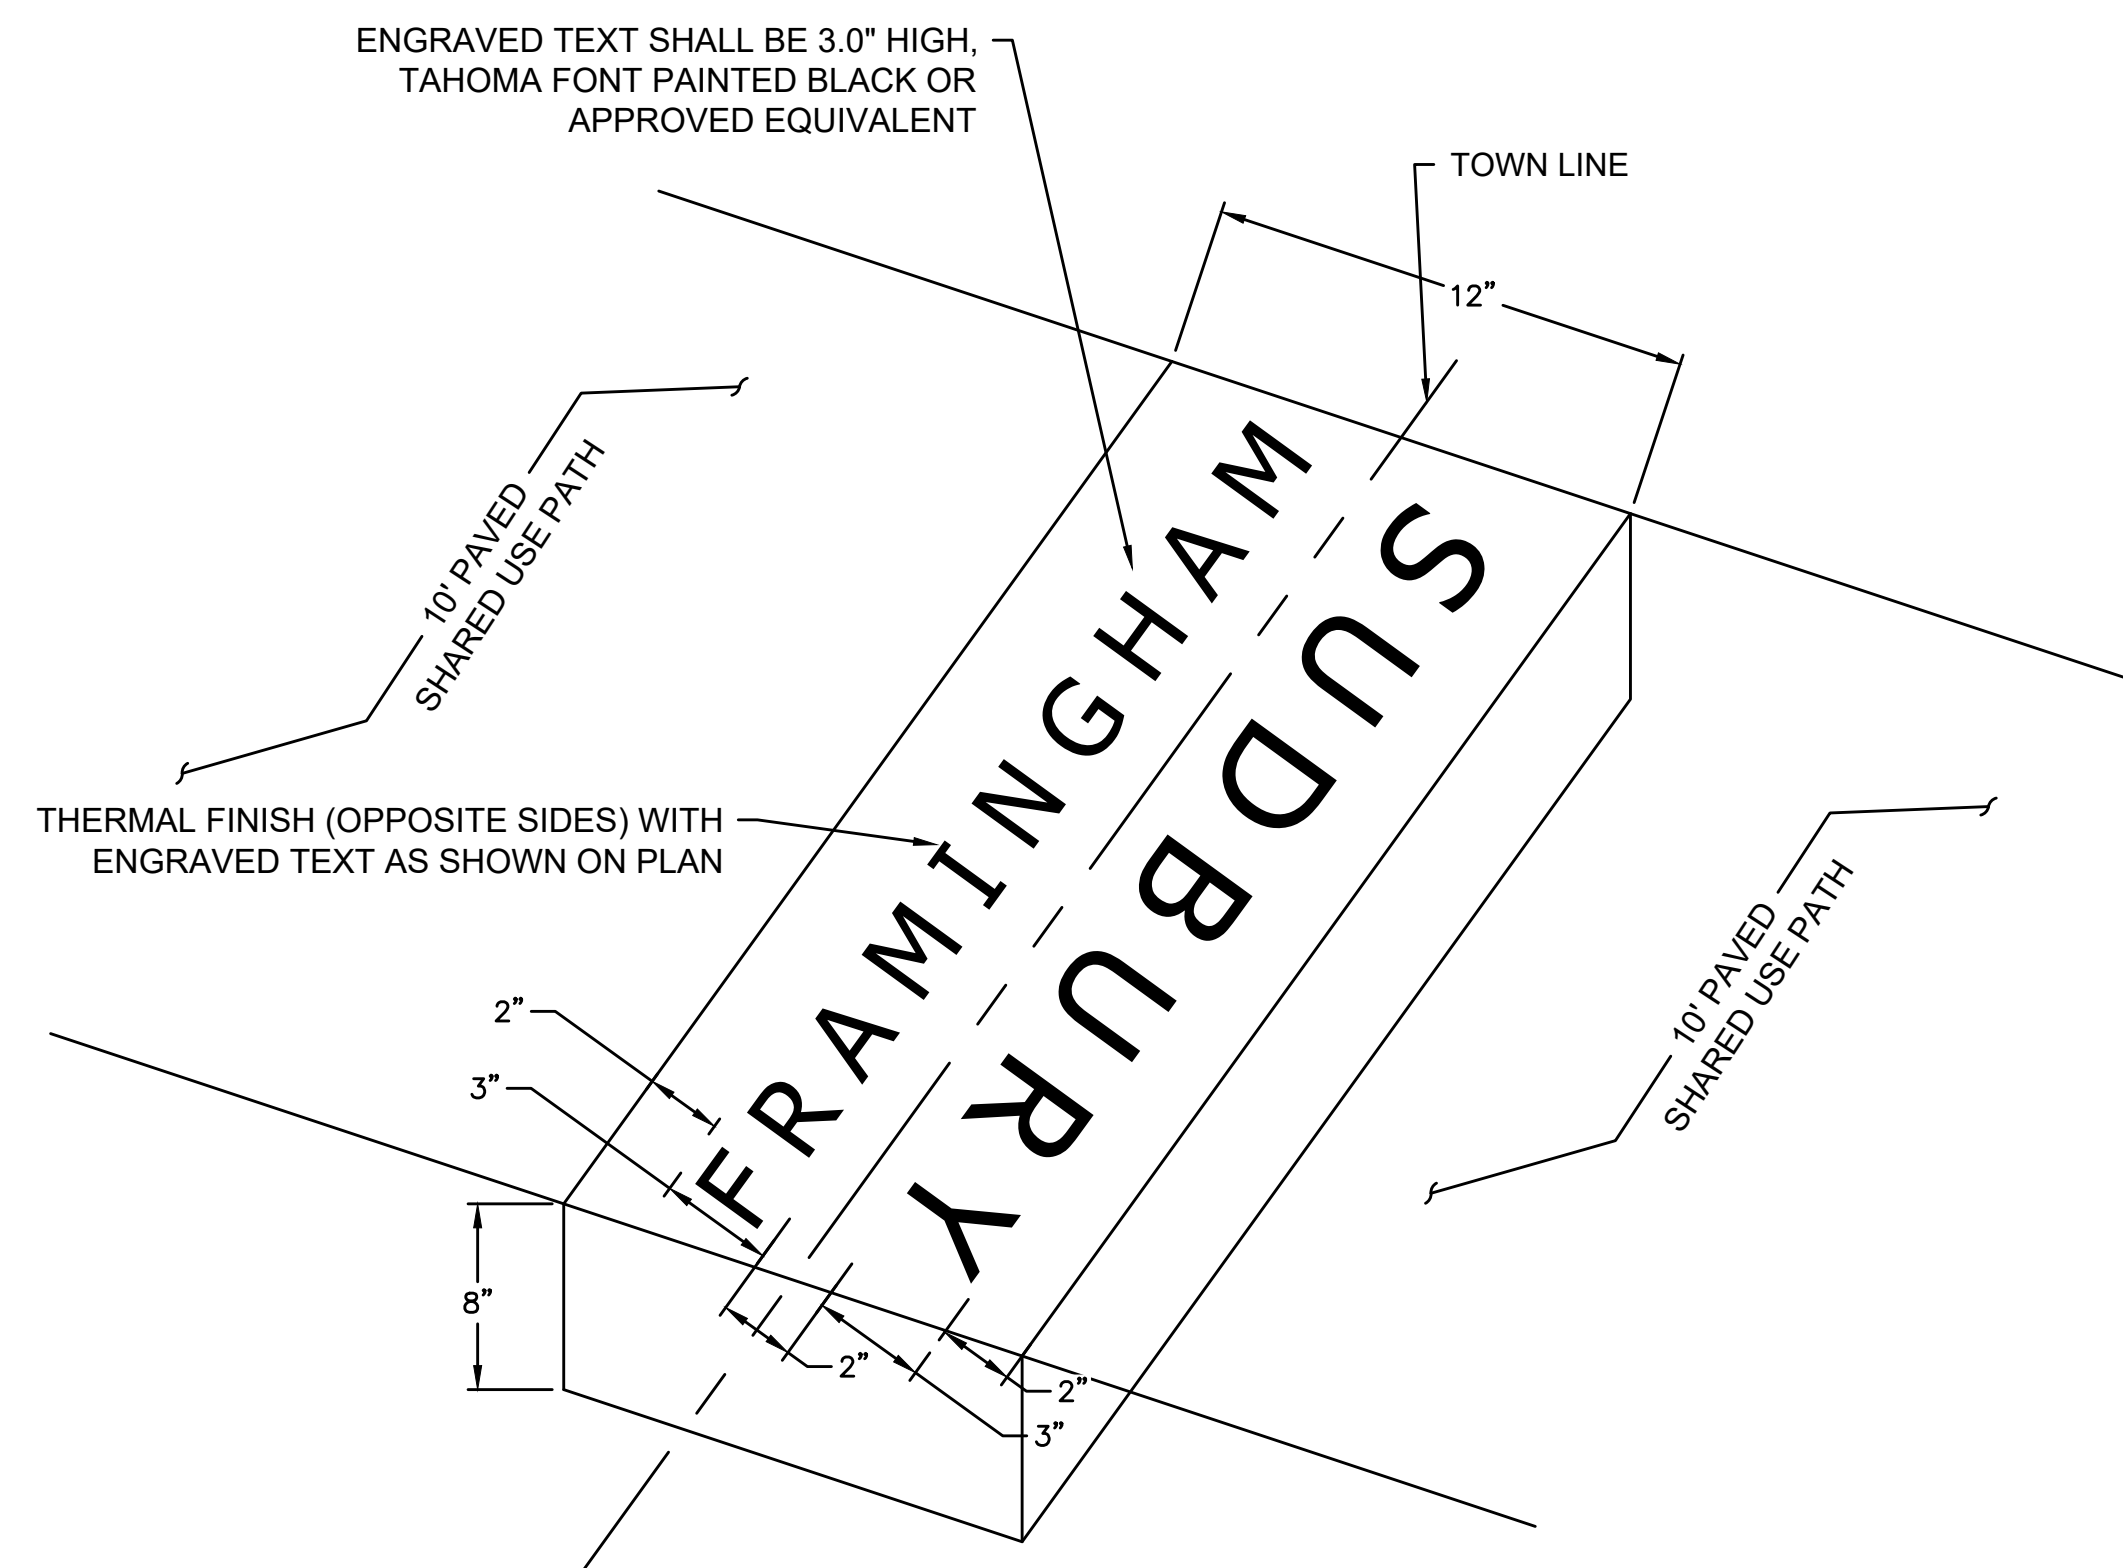 ENGRAVED TEXT SHALL BE 3.0" HIGH,
TAHOMA FONT PAINTED BLACK OR
APPROVED EQUIVALENT
TOWN LINE
12”
10' PAVED
SHARED USE PATH
FRAMINGHAM
SUDBURY
THERMAL FINISH (OPPOSITE SIDES) WITH
ENGRAVED TEXT AS SHOWN ON PLAN
10' PAVED
SHARED USE PATH
2”
3”
8”
2”
2”
3”